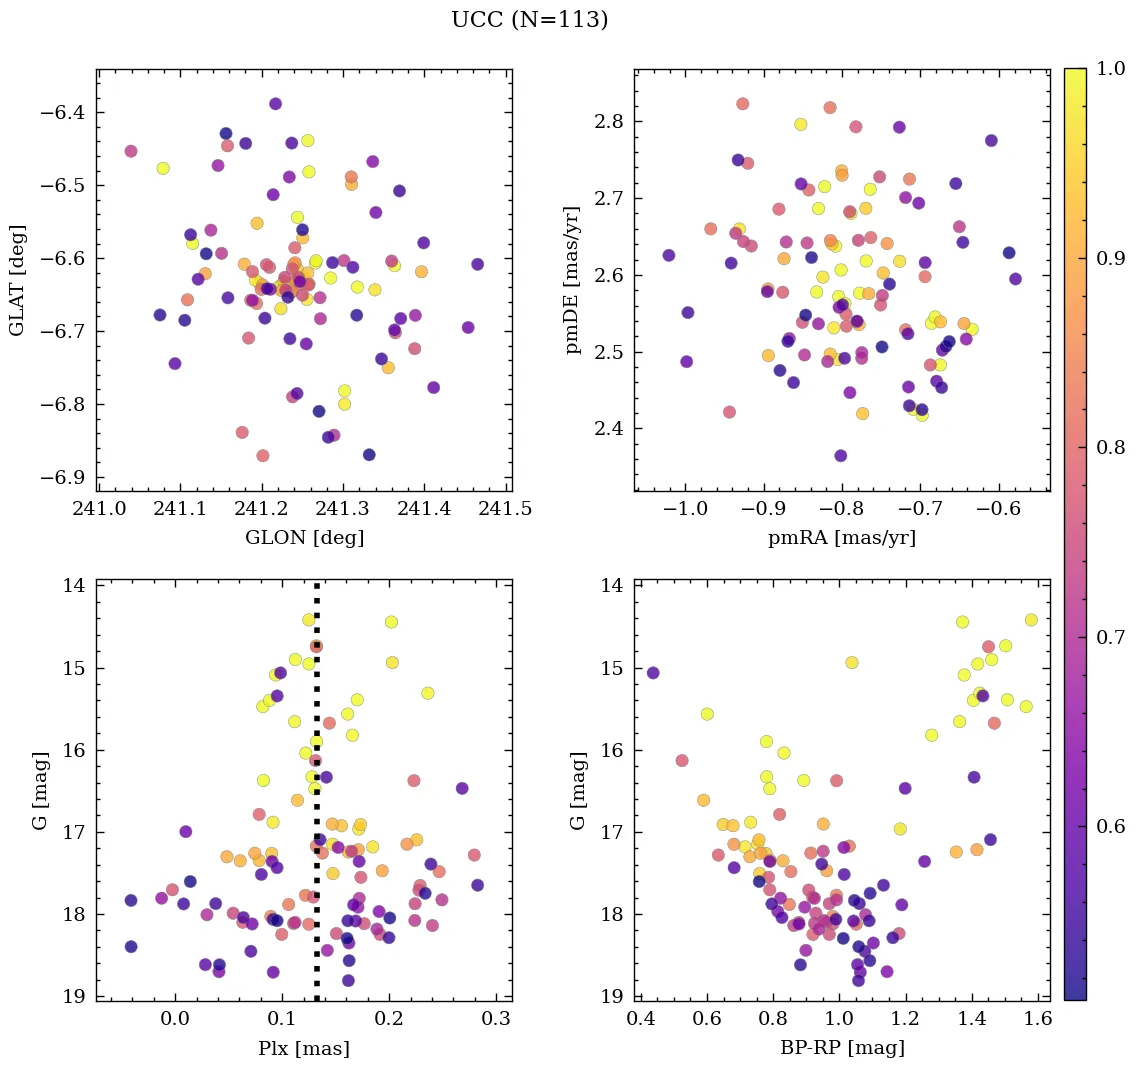 UCC (N=113)
−6.4
−6.5
−6.6
−6.7
−6.8
−6.9
GLAT [deg]
241.0 241.1 241.2 241.3 241.4 241.5
GLON [deg]
2.8
2.7
2.6
2.5
2.4
pmDE [mas/yr]
−1.0 −0.9 −0.8 −0.7 −0.6
pmRA [mas/yr]
14
15
16
17
18
19
G [mag]
0.0 0.1 0.2 0.3
Plx [mas]
14
15
16
17
18
19
G [mag]
0.4 0.6 0.8 1.0 1.2 1.4 1.6
BP-RP [mag]
1.0
0.9
0.8
0.7
0.6